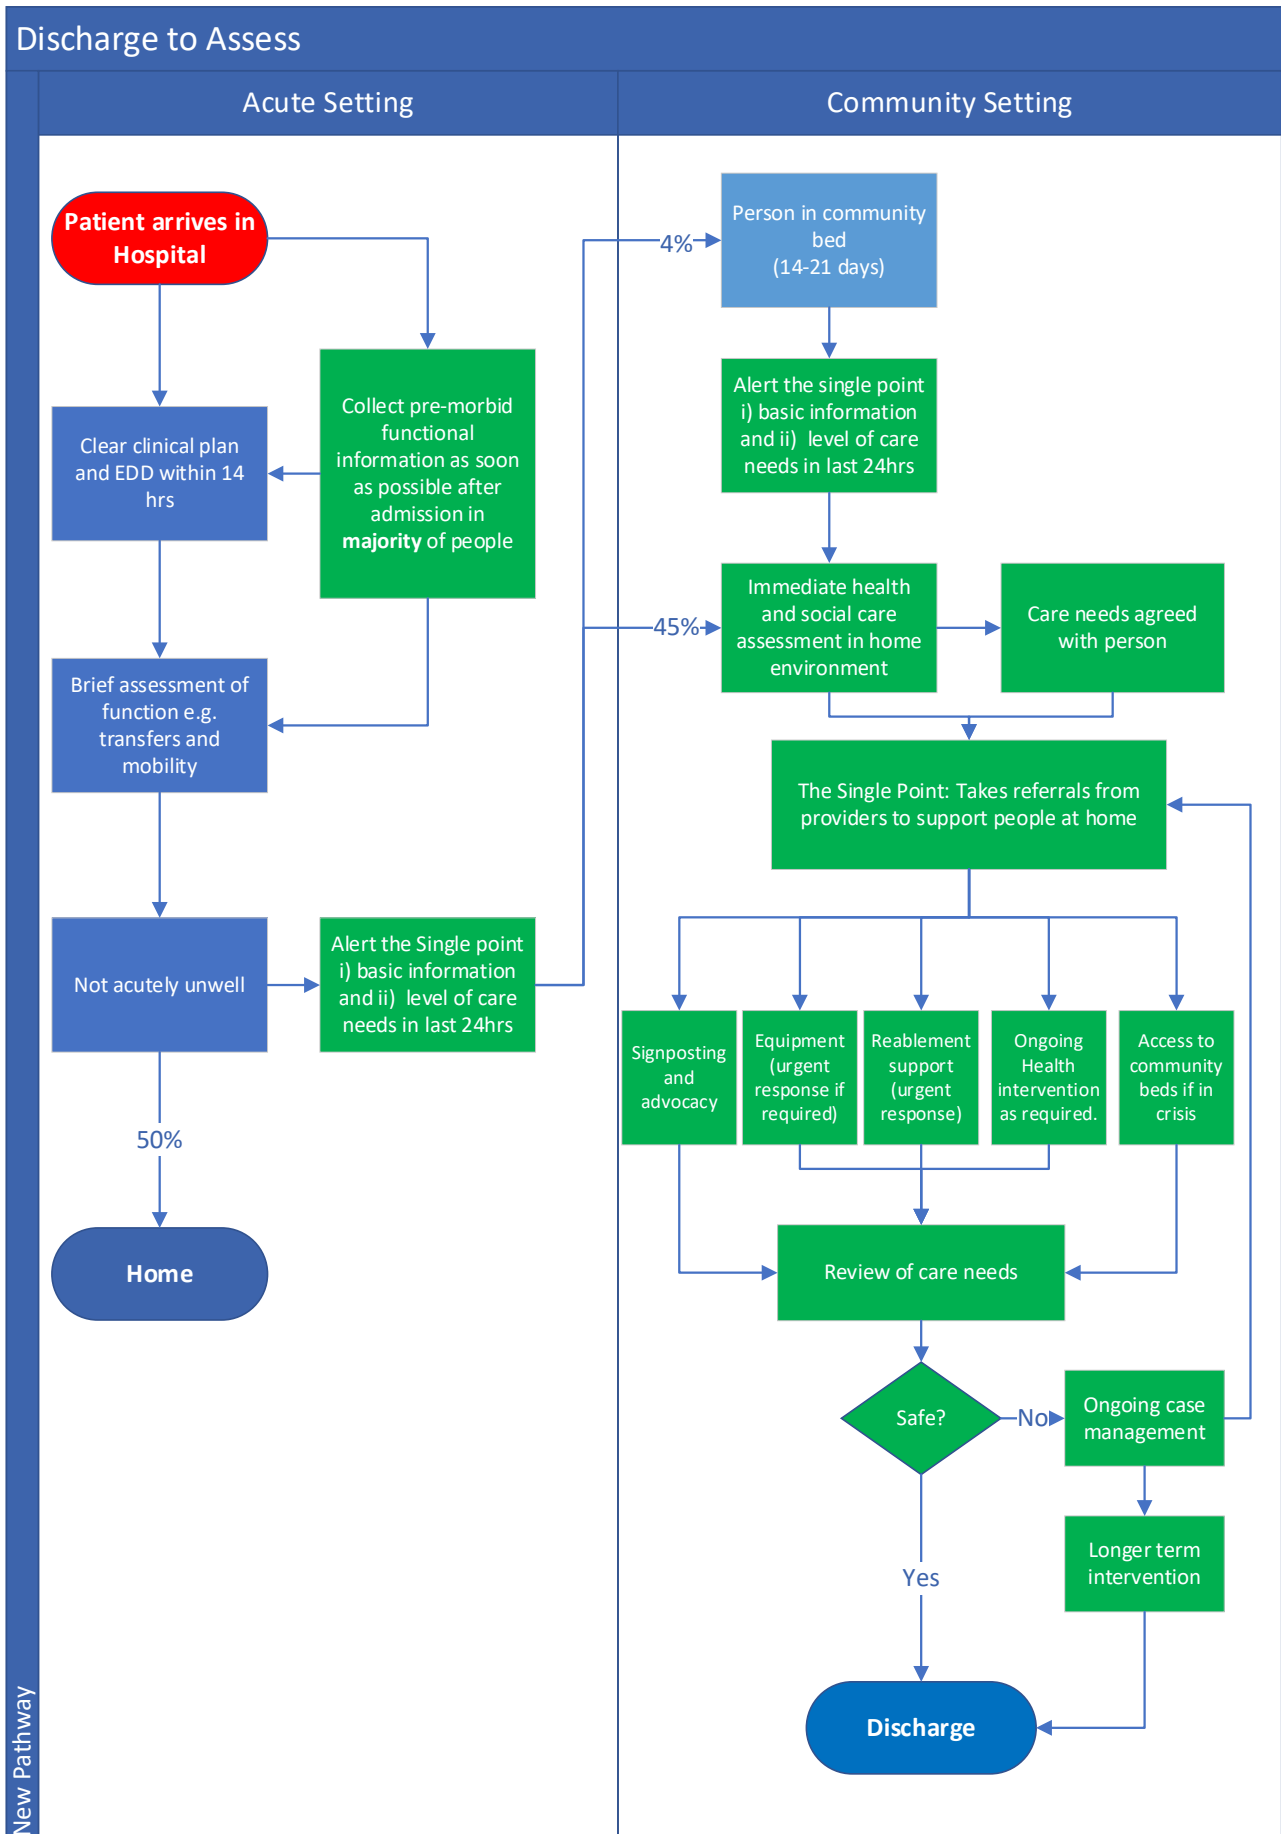 Discharge to Assess
Acute Setting
Community Setting
New Pathway
Patient arrives in
Hospital
Collect pre-morbid
functional
information as soon
as possible after
admission in
majority of people
Clear clinical plan
and EDD within 14
hrs
Brief assessment of
function e.g.
transfers and
mobility
Not acutely unwell
Alert the Single point
i) basic information
and ii) level of care
needs in last 24hrs
50%
Home
4%
45%
Person in community
bed
(14-21 days)
Alert the single point
i) basic information
and ii) level of care
needs in last 24hrs
Immediate health
and social care
assessment in home
environment
Care needs agreed
with person
The Single Point: Takes referrals from
providers to support people at home
Signposting
and
advocacy
Equipment
(urgent
response if
required)
Reablement
support
(urgent
response)
Ongoing
Health
intervention
as required.
Access to
community
beds if in
crisis
Review of care needs
Safe?
No
Ongoing case
management
Longer term
intervention
Yes
Discharge